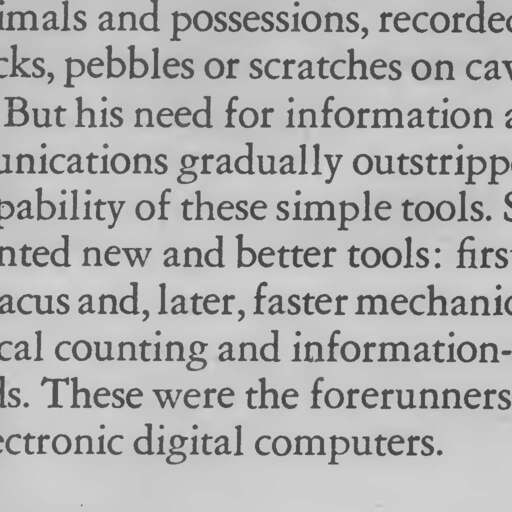 imals and possessions, recorded
cks, pebbles or scratches on cav
But his need for information a
unications gradually outstripp
pability of these simple tools. S
nted new and better tools: firs
acus and, later, faster mechanic
cal counting and information-
ls. These were the forerunners
ectronic digital computers.